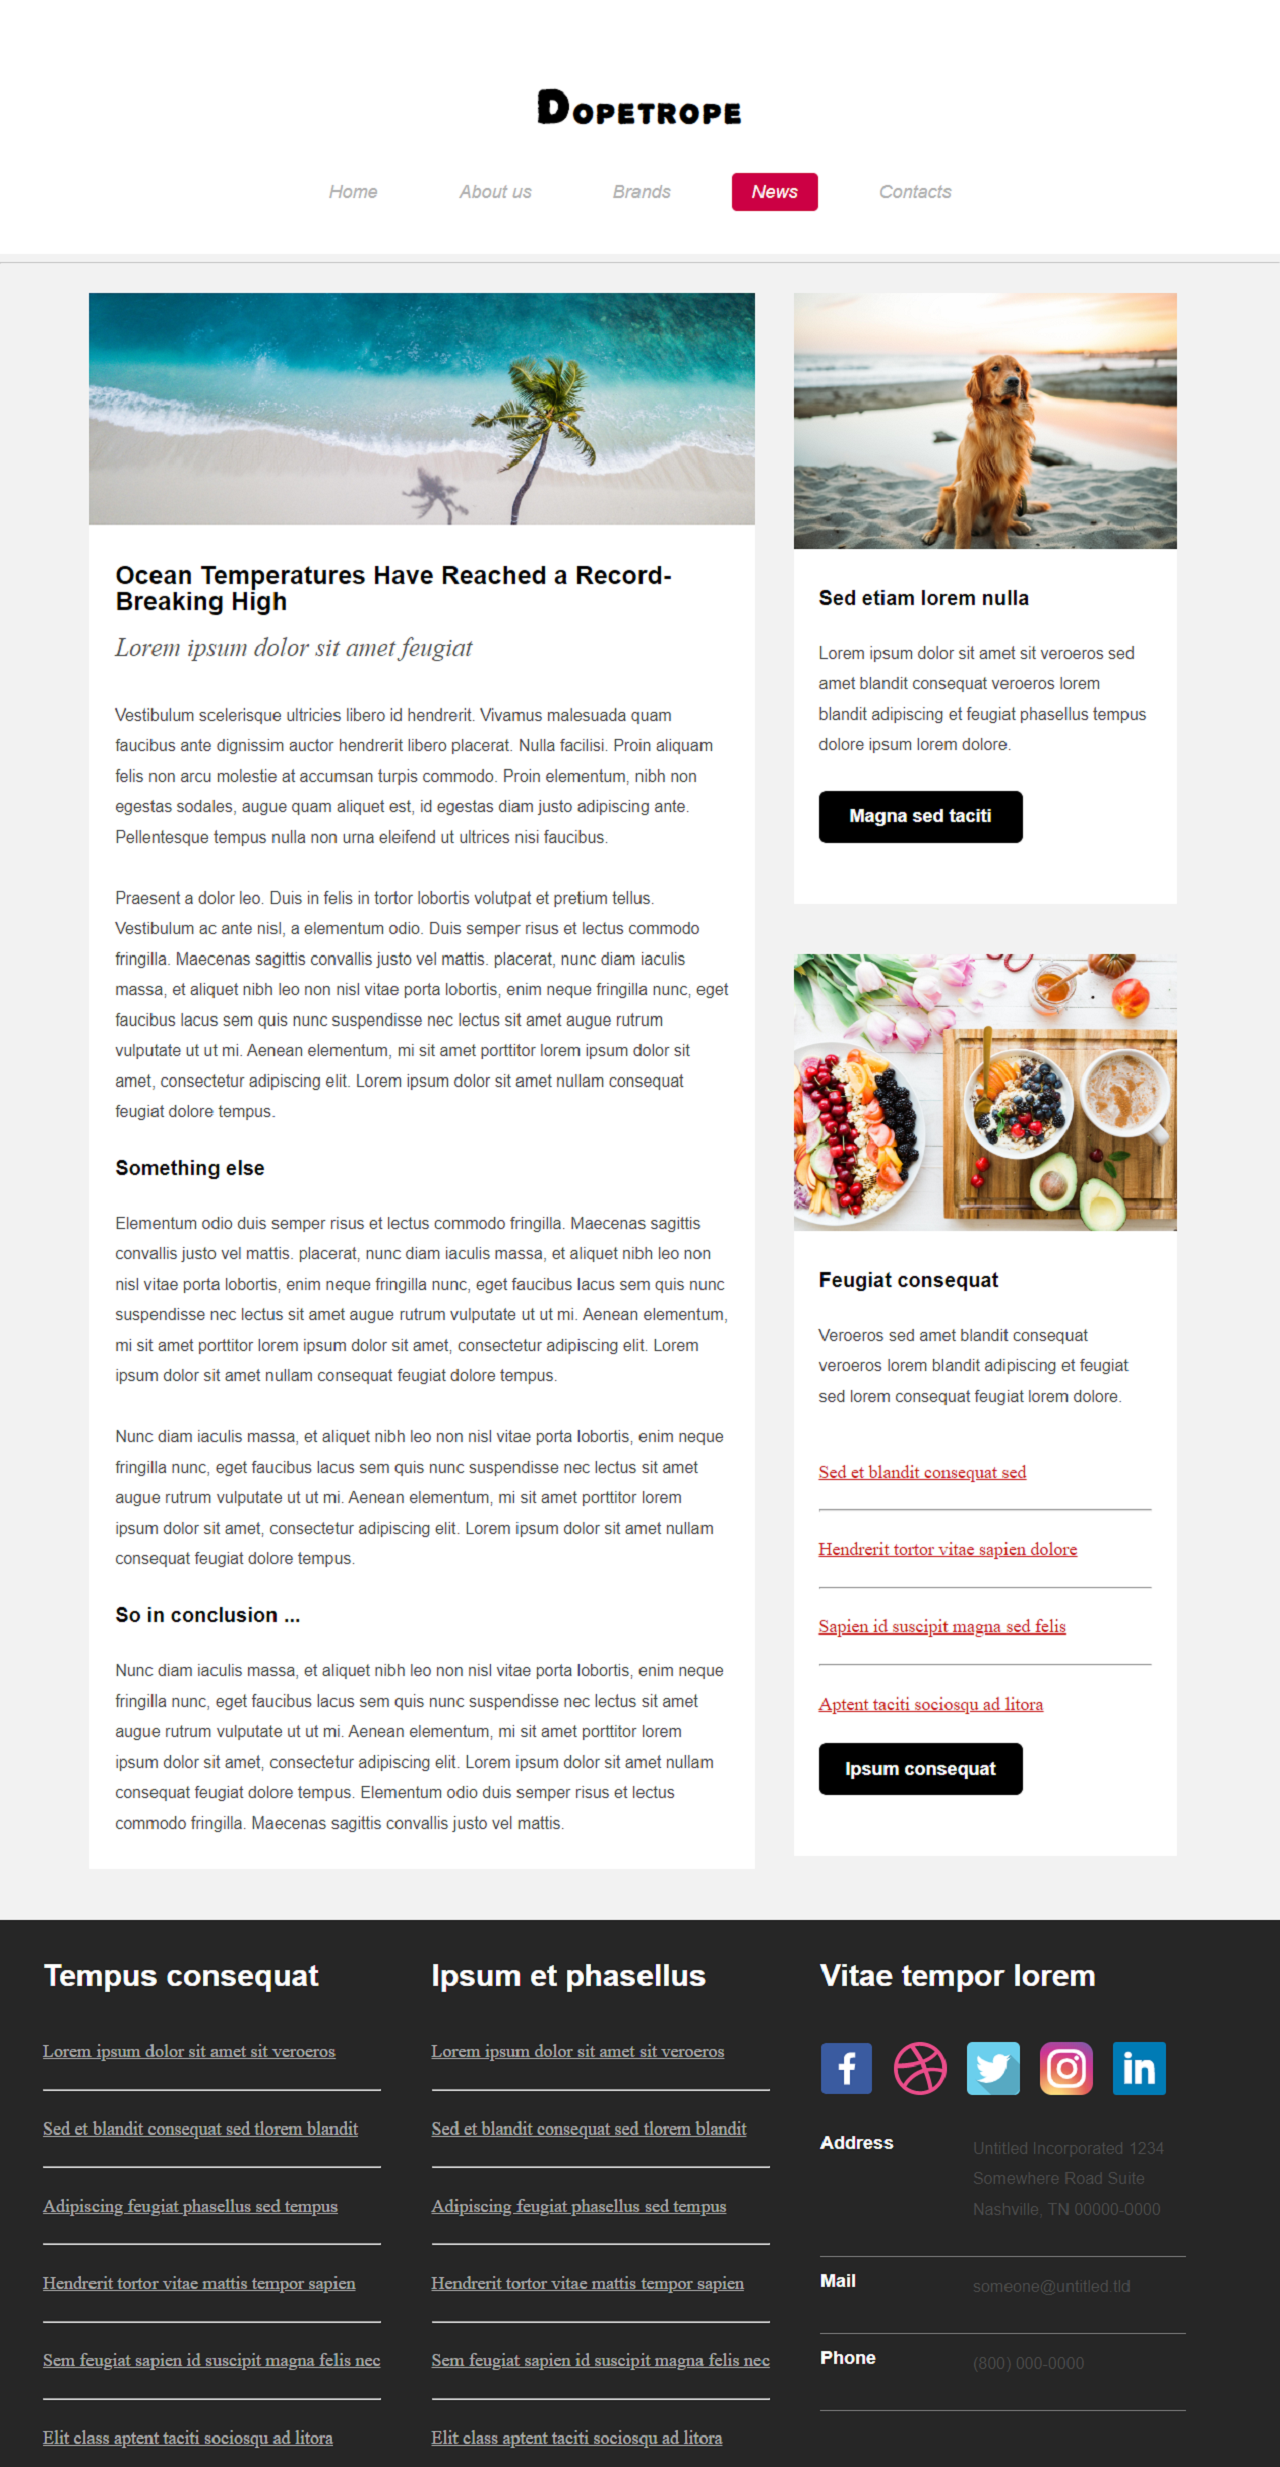 DOPETROPE
Home About us Brands News Contacts
Ocean Temperatures Have Reached a Record-
Breaking High
Lorem ipsum dolor sit amet feugiat
Vestibulum scelerisque ultricies libero id hendrerit. Vivamus malesuada quam
faucibus ante dignissim auctor hendrerit libero placerat. Nulla facilisi. Proin aliquam
felis non arcu molestie at accumsan turpis commodo. Proin elementum, nibh non
egestas sodales, augue quam aliquet est, id egestas diam justo adipiscing ante.
Pellentesque tempus nulla non urna eleifend ut ultrices nisi faucibus.
Praesent a dolor leo. Duis in felis in tortor lobortis volutpat et pretium tellus.
Vestibulum ac ante nisl, a elementum odio. Duis semper risus et lectus commodo
fringilla. Maecenas sagittis convallis justo vel mattis. placerat, nunc diam iaculis
massa, et aliquet nibh leo non nisl vitae porta lobortis, enim neque fringilla nunc, eget
faucibus lacus sem quis nunc suspendisse nec lectus sit amet augue rutrum
vulputate ut ut mi. Aenean elementum, mi sit amet porttitor lorem ipsum dolor sit
amet, consectetur adipiscing elit. Lorem ipsum dolor sit amet nullam consequat
feugiat dolore tempus.
Something else
Elementum odio duis semper risus et lectus commodo fringilla. Maecenas sagittis
convallis justo vel mattis. placerat, nunc diam iaculis massa, et aliquet nibh leo non
nisl vitae porta lobortis, enim neque fringilla nunc, eget faucibus lacus sem quis nunc
suspendisse nec lectus sit amet augue rutrum vulputate ut ut mi. Aenean elementum,
mi sit amet porttitor lorem ipsum dolor sit amet, consectetur adipiscing elit. Lorem
ipsum dolor sit amet nullam consequat feugiat dolore tempus.
Nunc diam iaculis massa, et aliquet nibh leo non nisl vitae porta lobortis, enim neque
fringilla nunc, eget faucibus lacus sem quis nunc suspendisse nec lectus sit amet
augue rutrum vulputate ut ut mi. Aenean elementum, mi sit amet porttitor lorem
ipsum dolor sit amet, consectetur adipiscing elit. Lorem ipsum dolor sit amet nullam
consequat feugiat dolore tempus.
So in conclusion ...
Nunc diam iaculis massa, et aliquet nibh leo non nisl vitae porta lobortis, enim neque
fringilla nunc, eget faucibus lacus sem quis nunc suspendisse nec lectus sit amet
augue rutrum vulputate ut ut mi. Aenean elementum, mi sit amet porttitor lorem
ipsum dolor sit amet, consectetur adipiscing elit. Lorem ipsum dolor sit amet nullam
consequat feugiat dolore tempus. Elementum odio duis semper risus et lectus
commodo fringilla. Maecenas sagittis convallis justo vel mattis.
Sed etiam lorem nulla
Lorem ipsum dolor sit amet sit veroeros sed
amet blandit consequat veroeros lorem
blandit adipiscing et feugiat phasellus tempus
dolore ipsum lorem dolore.
Magna sed taciti
Feugiat consequat
Veroeros sed amet blandit consequat
veroeros lorem blandit adipiscing et feugiat
sed lorem consequat feugiat lorem dolore.
Sed et blandit consequat sed
Hendrerit tortor vitae sapien dolore
Sapien id suscipit magna sed felis
Aptent taciti sociosqu ad litora
Ipsum consequat
Tempus consequat
Lorem ipsum dolor sit amet sit veroeros
Sed et blandit consequat sed tlorem blandit
Adipiscing feugiat phasellus sed tempus
Hendrerit tortor vitae mattis tempor sapien
Sem feugiat sapien id suscipit magna felis nec
Elit class aptent taciti sociosqu ad litora
Ipsum et phasellus
Lorem ipsum dolor sit amet sit veroeros
Sed et blandit consequat sed tlorem blandit
Adipiscing feugiat phasellus sed tempus
Hendrerit tortor vitae mattis tempor sapien
Sem feugiat sapien id suscipit magna felis nec
Elit class aptent taciti sociosqu ad litora
Vitae tempor lorem
f in
Address Untitled Incorporated 1234
Somewhere Road Suite
Nashville, TN 00000-0000
Mail someone@untitled.tld
Phone (800) 000-0000